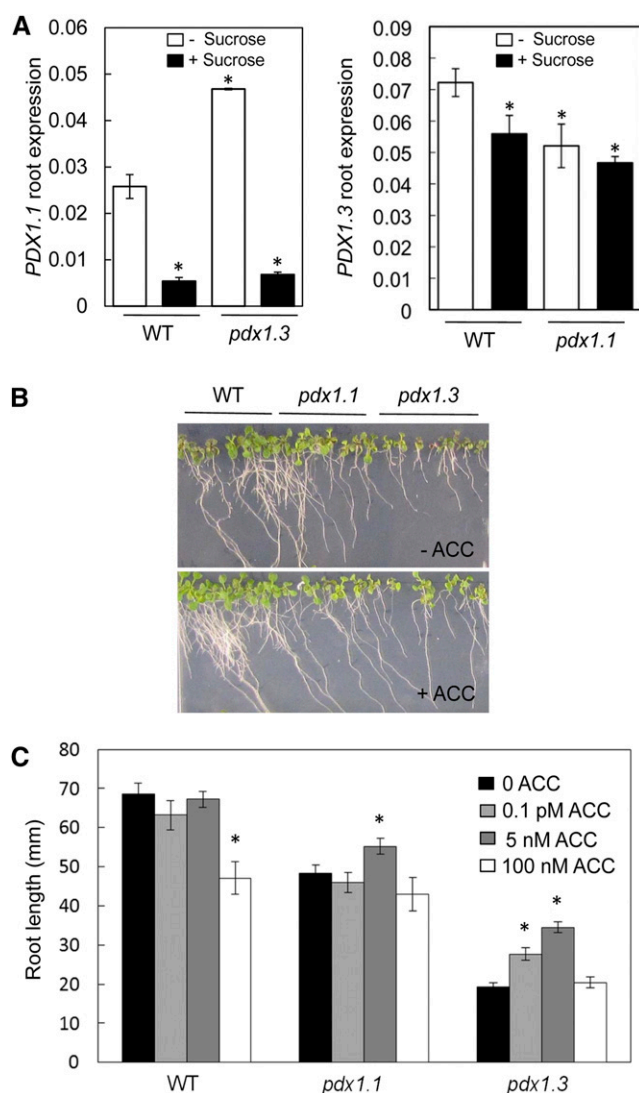 A
PDX1.1 root expression
0.06
0.05
0.04
0.03
0.02
0.01
0
- Sucrose
+ Sucrose
*
*
*
WT
pdx1.3
PDX1.3 root expression
0.09
0.08
0.07
0.06
0.05
0.04
0.03
0.02
0.01
0
- Sucrose
+ Sucrose
*
*
*
WT
pdx1.1
B
WT
pdx1.1
pdx1.3
- ACC
+ ACC
C
Root length (mm)
80
70
60
50
40
30
20
10
0
0 ACC
0.1 pM ACC
5 nM ACC
100 nM ACC
*
*
*
*
WT
pdx1.1
pdx1.3